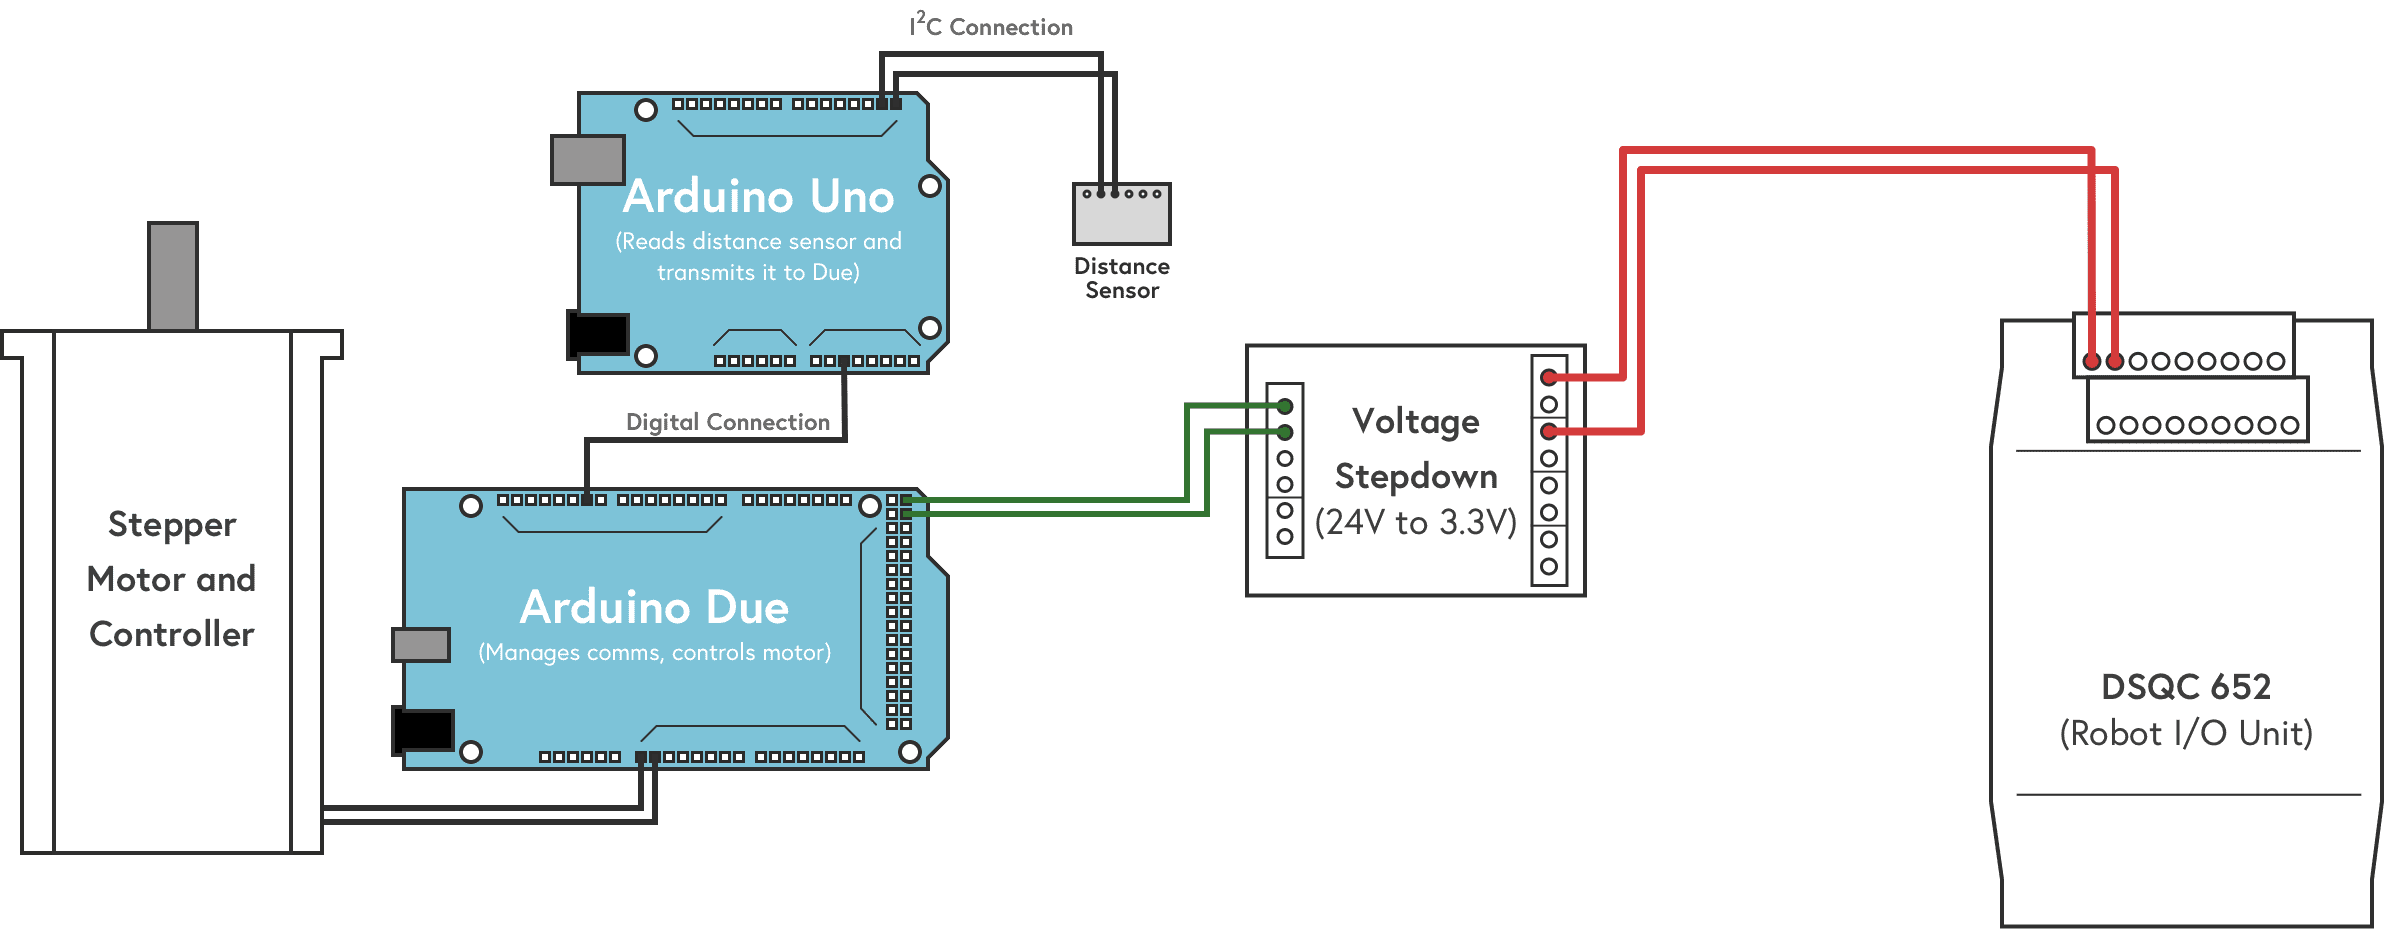 I²C Connection
Arduino Uno
(Reads distance sensor and
transmits it to Due)
Distance
Sensor
Digital Connection
Stepper
Motor and
Controller
Arduino Due
(Manages comms, controls motor)
Voltage
Stepdown
(24V to 3.3V)
DSQC 652
(Robot I/O Unit)